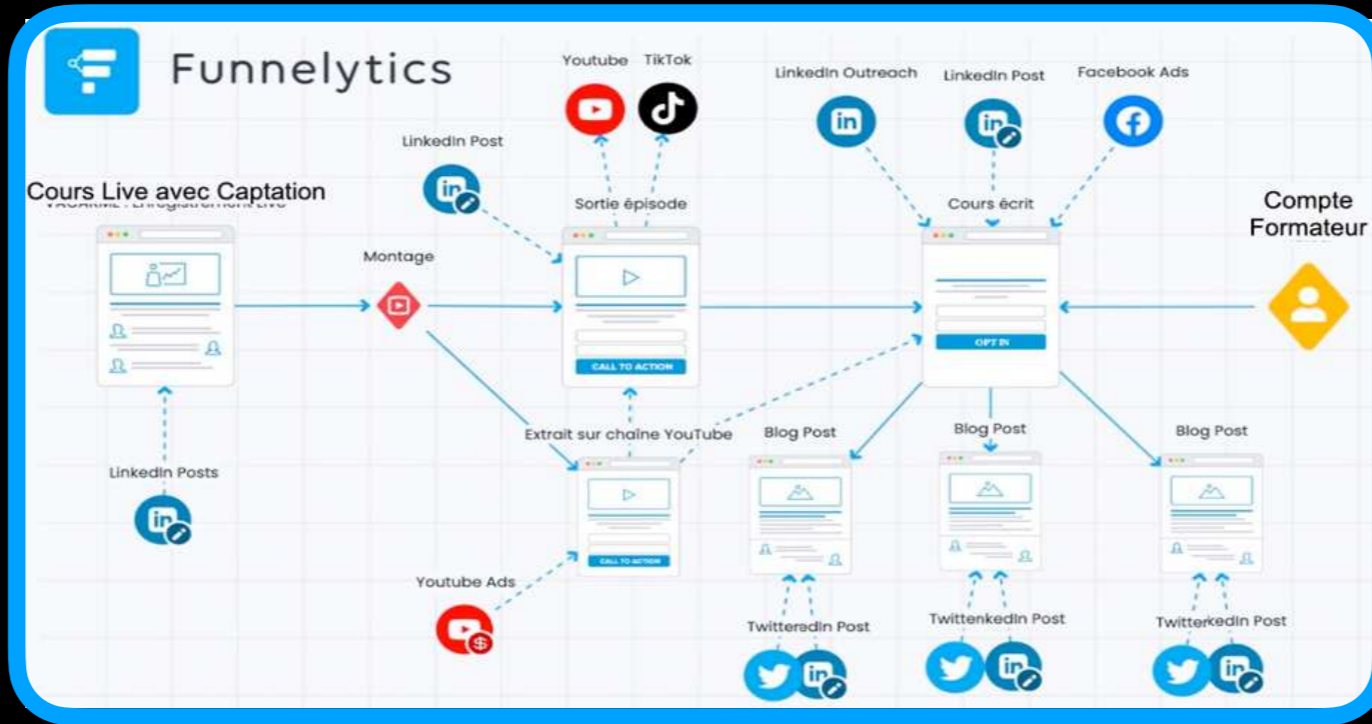 Funnelytics
Youtube
TikTok
LinkedIn Outreach
LinkedIn Post
Facebook Ads
LinkedIn Post
Cours Live avec Captation
Sortie épisode
Cours écrit
Compte
Formateur
Montage
CALL TO ACTION
OPT IN
Extrait sur chaîne YouTube
Blog Post
Blog Post
Blog Post
LinkedIn Posts
CALL TO ACTION
Youtube Ads
TwitteredIn Post
TwitterkedIn Post
TwitterkedIn Post